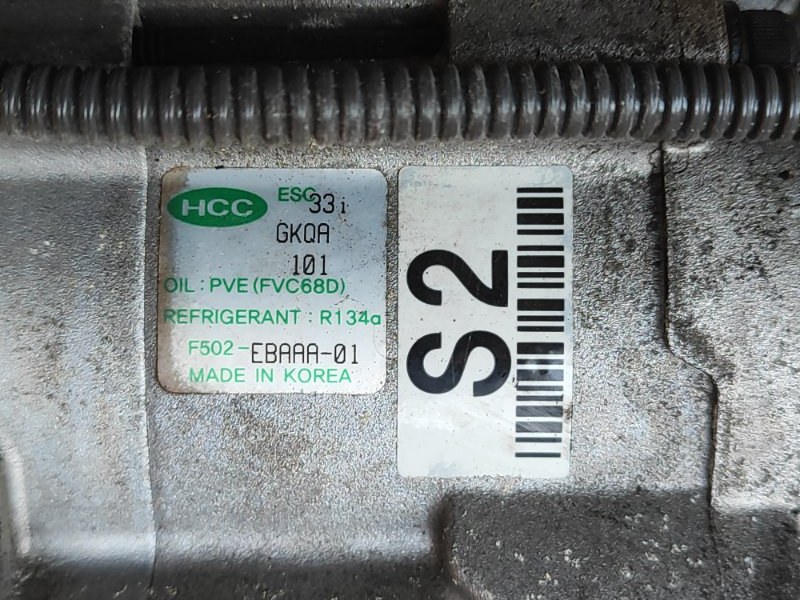 HCC ESC 33i
GKQA
101
OIL : PVE (FVC68D)
REFRIGERANT : R134a
F502-EBAAA-01
MADE IN KOREA
S2